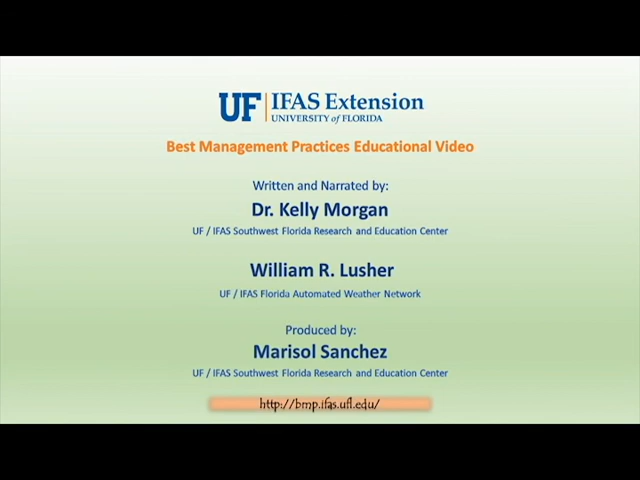 UF IFAS Extension
UNIVERSITY of FLORIDA
Best Management Practices Educational Video
Written and Narrated by:
Dr. Kelly Morgan
UF / IFAS Southwest Florida Research and Education Center
William R. Lusher
UF / IFAS Florida Automated Weather Network
Produced by:
Marisol Sanchez
UF / IFAS Southwest Florida Research and Education Center
http://bmp.ifas.ufl.edu/